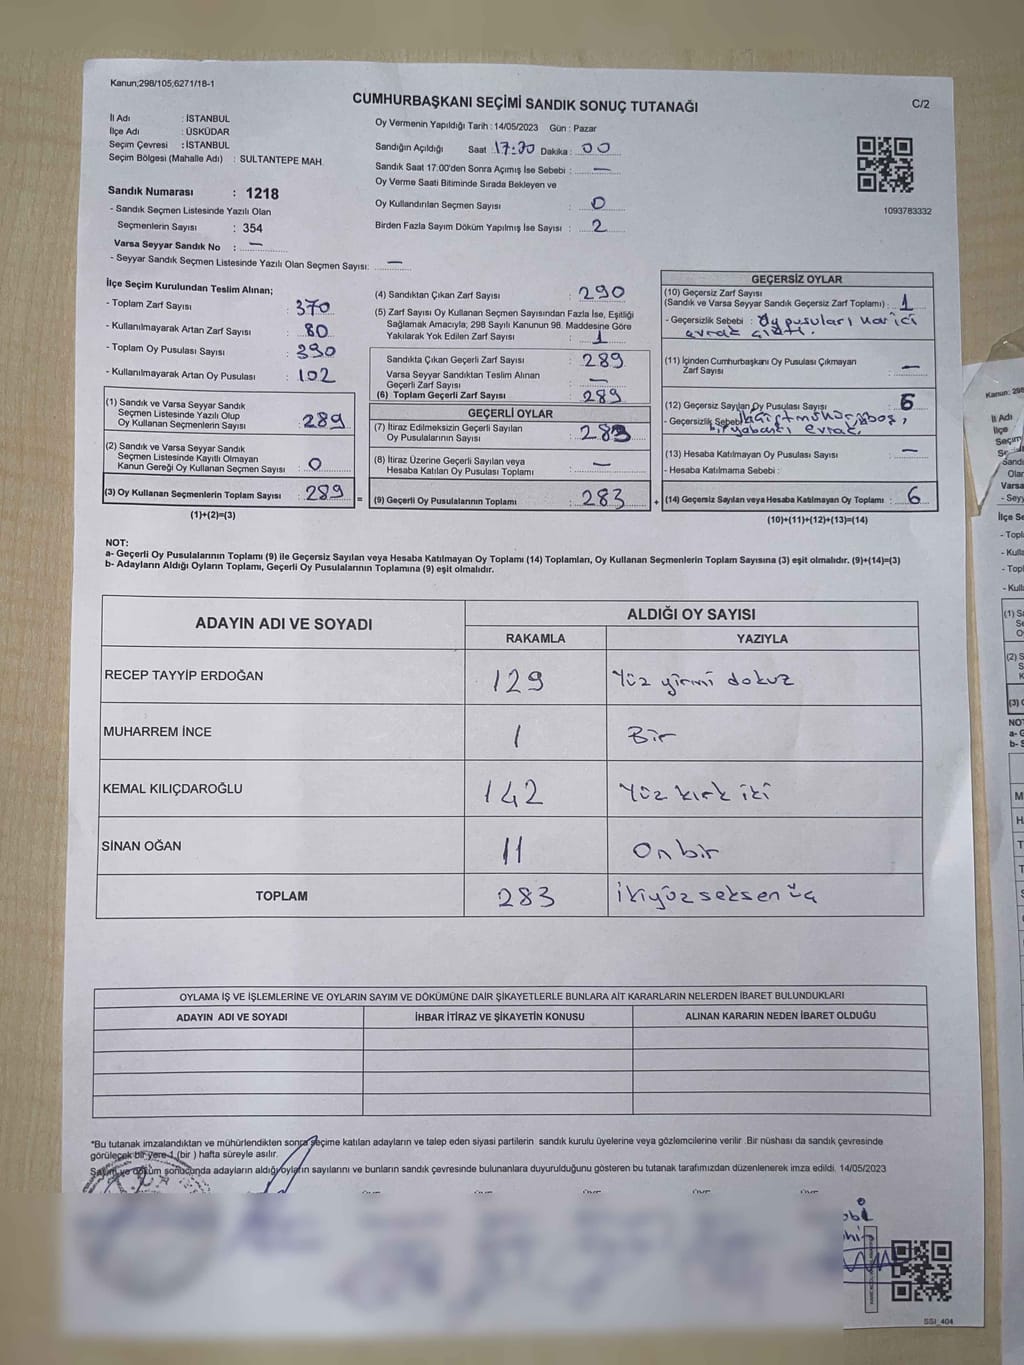 Kanun;298/105;6271/18-1
CUMHURBAŞKANI SEÇİMİ SANDIK SONUÇ TUTANAĞI
C/2
İl Adı : İSTANBUL
İlçe Adı : ÜSKÜDAR
Seçim Çevresi : İSTANBUL
Seçim Bölgesi (Mahalle Adı) : SULTANTEPE MAH.
Sandık Numarası : 1218
- Sandık Seçmen Listesinde Yazılı Olan
Seçmenlerin Sayısı : 354
Varsa Seyyar Sandık No : —
- Seyyar Sandık Seçmen Listesinde Yazılı Olan Seçmen Sayısı: —
Oy Vermenin Yapıldığı Tarih : 14/05/2023 Gün : Pazar
Sandığın Açıldığı Saat : 17:00 Dakika : 00
Sandık Saat 17:00'den Sonra Açımış İse Sebebi : —
Oy Verme Saati Bitiminde Sırada Bekleyen ve
Oy Kullandırılan Seçmen Sayısı : 0
Birden Fazla Sayım Döküm Yapılmış İse Sayısı : 2
1093783332
İlçe Seçim Kurulundan Teslim Alınan;
- Toplam Zarf Sayısı : 370
- Kullanılmayarak Artan Zarf Sayısı : 80
- Toplam Oy Pusulası Sayısı : 390
- Kullanılmayarak Artan Oy Pusulası : 102
(1) Sandık ve Varsa Seyyar Sandık
Seçmen Listesinde Yazılı Olup
Oy Kullanan Seçmenlerin Sayısı : 289
(2) Sandık ve Varsa Seyyar Sandık
Seçmen Listesinde Kayıtlı Olmayan
Kanun Gereği Oy Kullanan Seçmen Sayısı : 0
(3) Oy Kullanan Seçmenlerin Toplam Sayısı : 289 =
(1)+(2)=(3)
(4) Sandıktan Çıkan Zarf Sayısı : 290
(5) Zarf Sayısı Oy Kullanan Seçmen Sayısından Fazla İse, Eşitliği
Sağlamak Amacıyla; 298 Sayılı Kanunun 98. Maddesine Göre
Yakılarak Yok Edilen Zarf Sayısı : 1
Sandıkta Çıkan Geçerli Zarf Sayısı : 289
Varsa Seyyar Sandıktan Teslim Alınan
Geçerli Zarf Sayısı : —
(6) Toplam Geçerli Zarf Sayısı : 289
GEÇERLİ OYLAR
(7) İtiraz Edilmeksizin Geçerli Sayılan
Oy Pusulalarının Sayısı : 283
(8) İtiraz Üzerine Geçerli Sayılan veya
Hesaba Katılan Oy Pusulası Toplamı : —
(9) Geçerli Oy Pusulalarının Toplamı : 283 +
GEÇERSİZ OYLAR
(10) Geçersiz Zarf Sayısı
(Sandık ve Varsa Seyyar Sandık Geçersiz Zarf Toplamı) : 1
- Geçersizlik Sebebi : Oy pusuları harici
evrak çıktı.
(11) İçinden Cumhurbaşkanı Oy Pusulası Çıkmayan
Zarf Sayısı : —
(12) Geçersiz Sayılan Oy Pusulası Sayısı : 6
- Geçersizlik Sebebi
bir yabancı evrak.
(13) Hesaba Katılmayan Oy Pusulası Sayısı : —
- Hesaba Katılmama Sebebi :
(14) Geçersiz Sayılan veya Hesaba Katılmayan Oy Toplamı : 6
(10)+(11)+(12)+(13)=(14)
NOT:
a- Geçerli Oy Pusulalarının Toplamı (9) ile Geçersiz Sayılan veya Hesaba Katılmayan Oy Toplamı (14) Toplamları, Oy Kullanan Seçmenlerin Toplam Sayısına (3) eşit olmalıdır. (9)+(14)=(3)
b- Adayların Aldığı Oyların Toplamı, Geçerli Oy Pusulalarının Toplamına (9) eşit olmalıdır.
ADAYIN ADI VE SOYADI
ALDIĞI OY SAYISI
RAKAMLA YAZIYLA
RECEP TAYYİP ERDOĞAN 129 Yüz yirmi dokuz
MUHARREM İNCE 1 Bir
KEMAL KILIÇDAROĞLU 142 Yüz kırk iki
SİNAN OĞAN 11 On bir
TOPLAM 283 İkiyüz seksen üç
OYLAMA İŞ VE İŞLEMLERİNE VE OYLARIN SAYIM VE DÖKÜMÜNE DAİR ŞİKAYETLERLE BUNLARA AİT KARARLARIN NELERDEN İBARET BULUNDUKLARI
ADAYIN ADI VE SOYADI İHBAR İTİRAZ VE ŞİKAYETİN KONUSU ALINAN KARARIN NEDEN İBARET OLDUĞU
*Bu tutanak imzalandıktan ve mühürlendikten sonra seçime katılan adayların ve talep eden siyasi partilerin sandık kurulu üyelerine veya gözlemcilerine verilir .Bir nüshası da sandık çevresinde
görülecek bir yere 1 (bir ) hafta süreyle asılır.
Sayım ve döküm sonucunda adayların aldığı oyların sayılarını ve bunların sandık çevresinde bulunanlara duyurulduğunu gösteren bu tutanak tarafımızdan düzenlenerek imza edildi. 14/05/2023
SSI_404